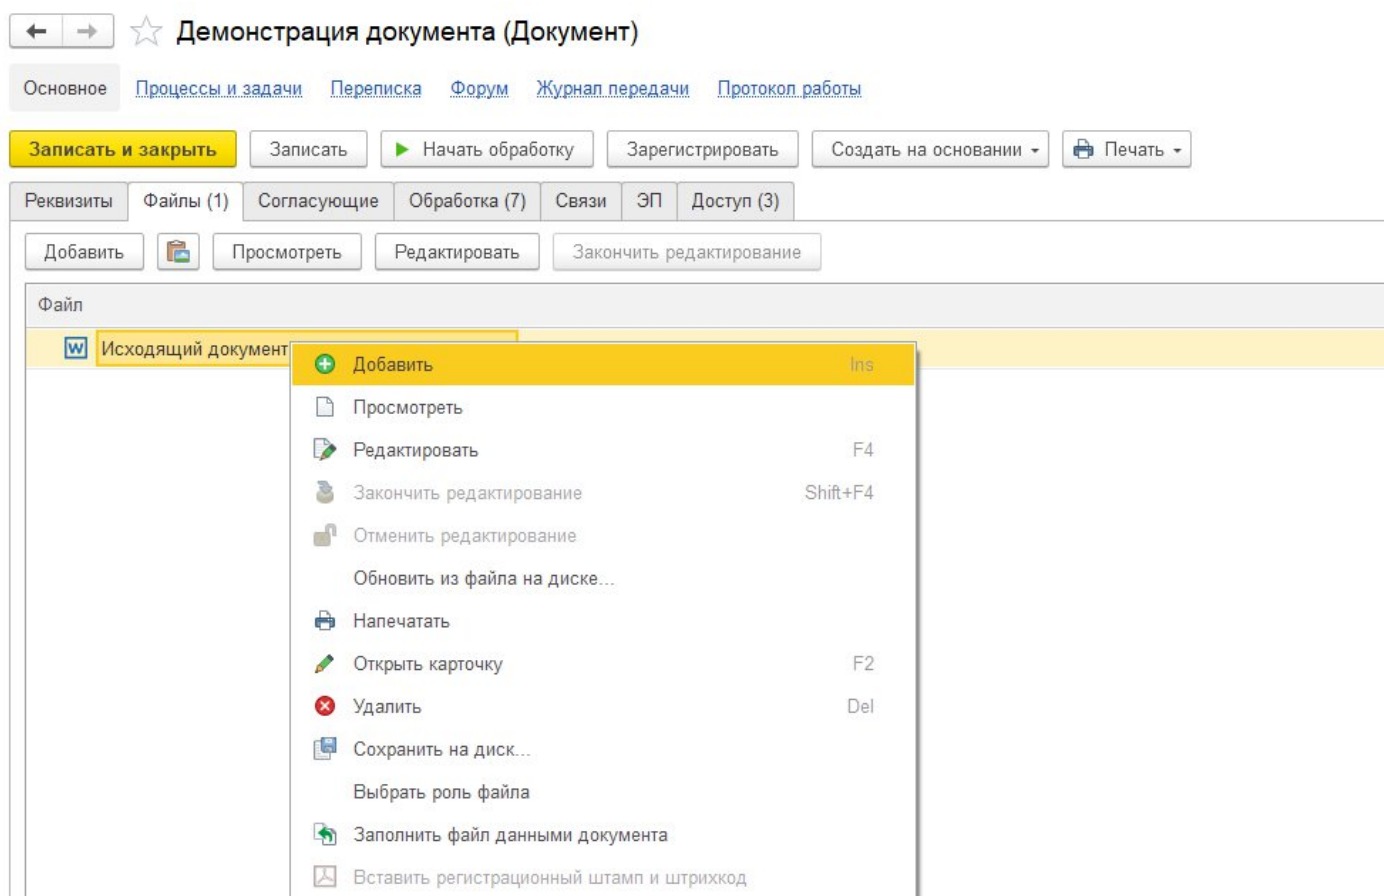 Демонстрация документа (Документ)
Основное Процессы и задачи Переписка Форум Журнал передачи Протокол работы
Записать и закрыть Записать Начать обработку Зарегистрировать Создать на основании Печать
Реквизиты Файлы (1) Согласующие Обработка (7) Связи ЭП Доступ (3)
Добавить Просмотреть Редактировать Закончить редактирование
Файл
W Исходящий документ
Добавить Ins
Просмотреть
Редактировать F4
Закончить редактирование Shift+F4
Отменить редактирование
Обновить из файла на диске...
Напечатать
Открыть карточку F2
Удалить Del
Сохранить на диск...
Выбрать роль файла
Заполнить файл данными документа
Вставить регистрационный штамп и штрихкод